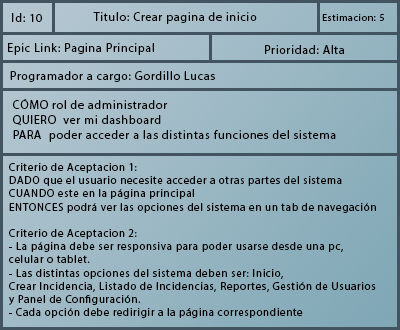 Id: 10
Titulo: Crear pagina de inicio
Estimacion: 5
Epic Link: Pagina Principal
Prioridad: Alta
Programador a cargo: Gordillo Lucas
CÓMO rol de administrador
QUIERO ver mi dashboard
PARA poder acceder a las distintas funciones del sistema
Criterio de Aceptacion 1:
DADO que el usuario necesite acceder a otras partes del sistema
CUANDO este en la página principal
ENTONCES podrá ver las opciones del sistema en un tab de navegación
Criterio de Aceptacion 2:
- La página debe ser responsiva para poder usarse desde una pc,
celular o tablet.
- Las distintas opciones del sistema deben ser: Inicio,
Crear Incidencia, Listado de Incidencias, Reportes, Gestión de Usuarios
y Panel de Configuración.
- Cada opción debe redirigir a la página correspondiente